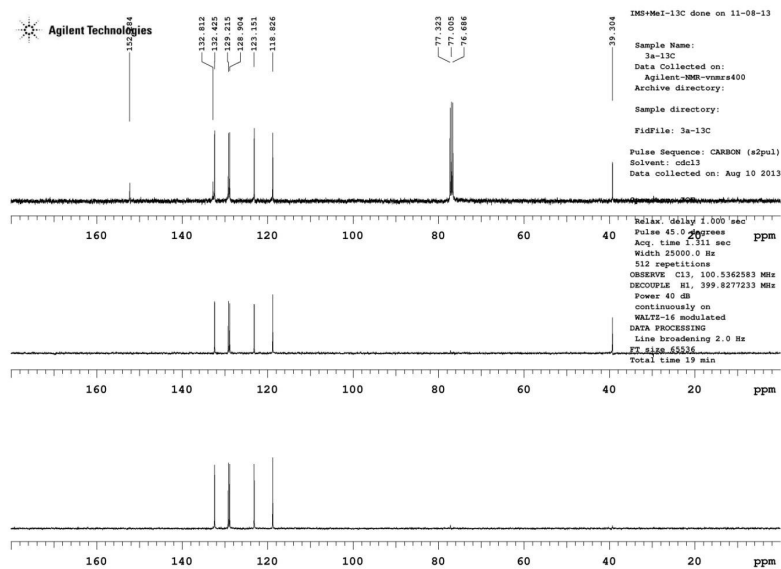 Agilent Technologies
IMS+MeI-13C done on 11-08-13
132.812
132.425
129.215
128.904
123.151
118.826
77.323
77.005
76.686
39.304
Sample Name:
3a-13C
Data Collected on:
Agilent-NMR-vnmrs400
Archive directory:
Sample directory:
FidFile: 3a-13C
Pulse Sequence: CARBON (s2pul)
Solvent: cdcl3
Data collected on: Aug 10 2013
Relax. delay 1.000 sec
Pulse 45.0 degrees
Acq. time 1.311 sec
Width 25000.0 Hz
512 repetitions
OBSERVE C13, 100.5362583 MHz
DECOUPLE H1, 399.8277233 MHz
Power 40 dB
continuously on
WALTZ-16 modulated
DATA PROCESSING
Line broadening 2.0 Hz
FT size 65536
Total time 19 min
160 140 120 100 80 60 40 20 ppm
160 140 120 100 80 60 40 20 ppm
160 140 120 100 80 60 40 20 ppm